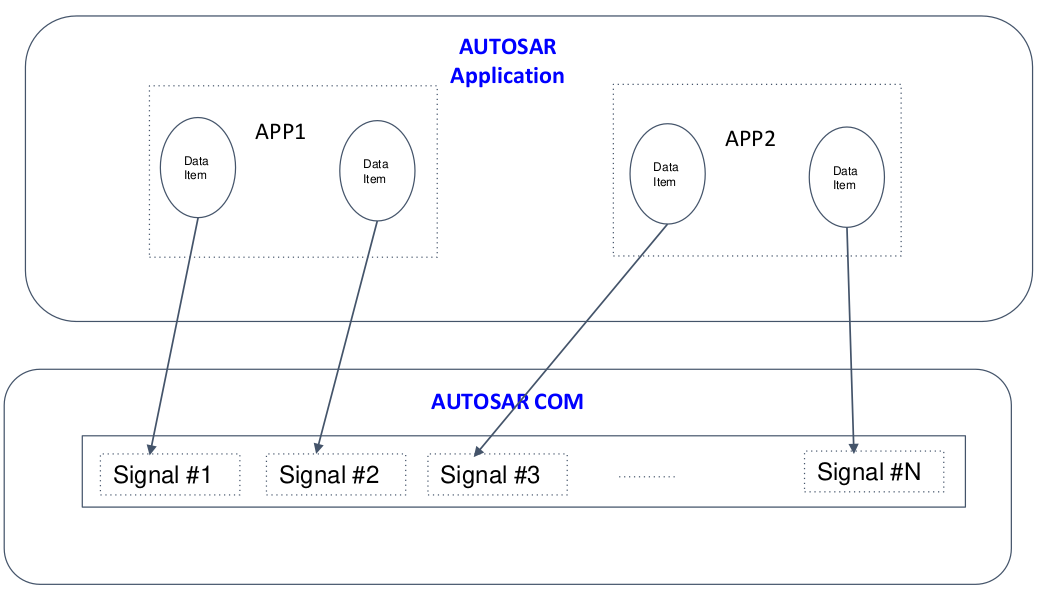 AUTOSAR
Application
APP1
APP2
Data
Item
Data
Item
Data
Item
Data
Item
AUTOSAR COM
Signal #1
Signal #2
Signal #3
............
Signal #N